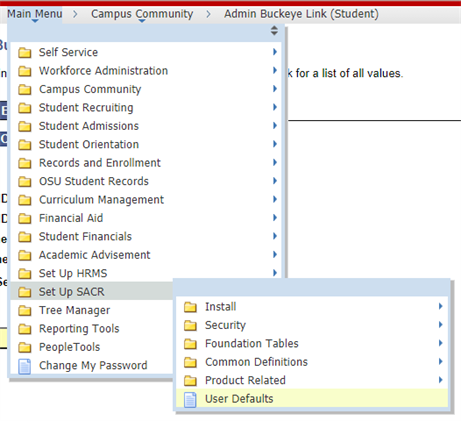 Main Menu > Campus Community > Admin Buckeye Link (Student)
k for a list of all values.
Self Service
Workforce Administration
Campus Community
Student Recruiting
Student Admissions
Student Orientation
Records and Enrollment
OSU Student Records
Curriculum Management
Financial Aid
Student Financials
Academic Advisement
Set Up HRMS
Set Up SACR
Tree Manager
Reporting Tools
PeopleTools
Change My Password
Install
Security
Foundation Tables
Common Definitions
Product Related
User Defaults